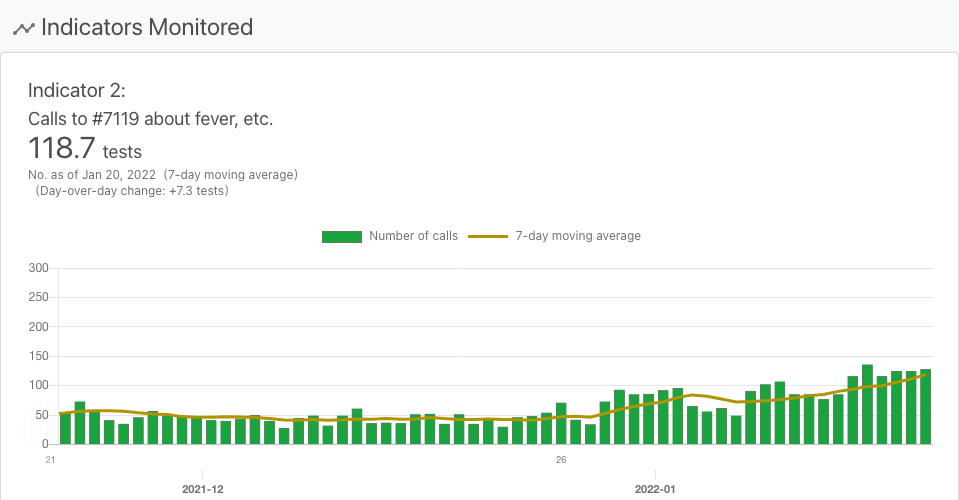 Indicators Monitored
Indicator 2:
Calls to #7119 about fever, etc.
118.7 tests
No. as of Jan 20, 2022 (7-day moving average)
(Day-over-day change: +7.3 tests)
Number of calls 7-day moving average
300
250
200
150
100
50
0
21 26
2021-12 2022-01